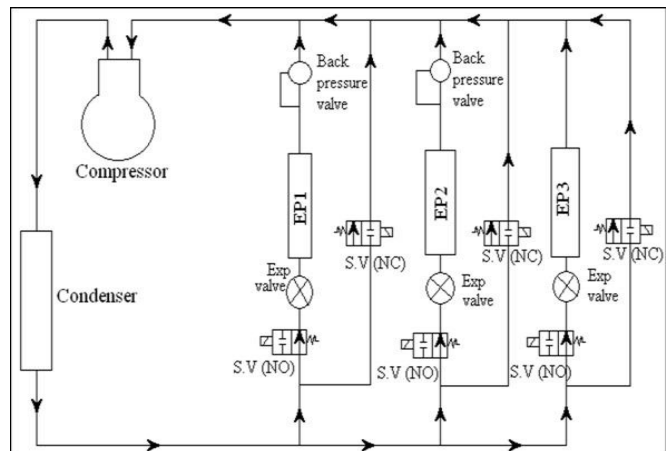 Back
pressure
valve
Back
pressure
valve
Compressor
EP1
EP2
EP3
S.V (NC)
S.V (NC)
S.V (NC)
Condenser
Exp
valve
Exp
valve
Exp
valve
S.V (NO)
S.V (NO)
S.V (NO)